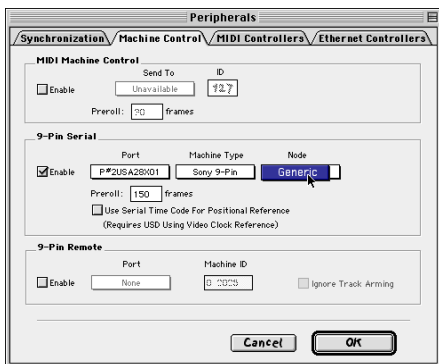 Peripherals
Synchronization Machine Control MIDI Controllers Ethernet Controllers
MIDI Machine Control
Send To ID
Enable Unavailable 127
Preroll: frames
9-Pin Serial
Port Machine Type Node
Enable P#2USA28X01 Sony 9-Pin Generic
Preroll: 150 frames
Use Serial Time Code For Positional Reference
(Requires USD Using Video Clock Reference)
9-Pin Remote
Port Machine ID
Enable None Ignore Track Arming
Cancel OK